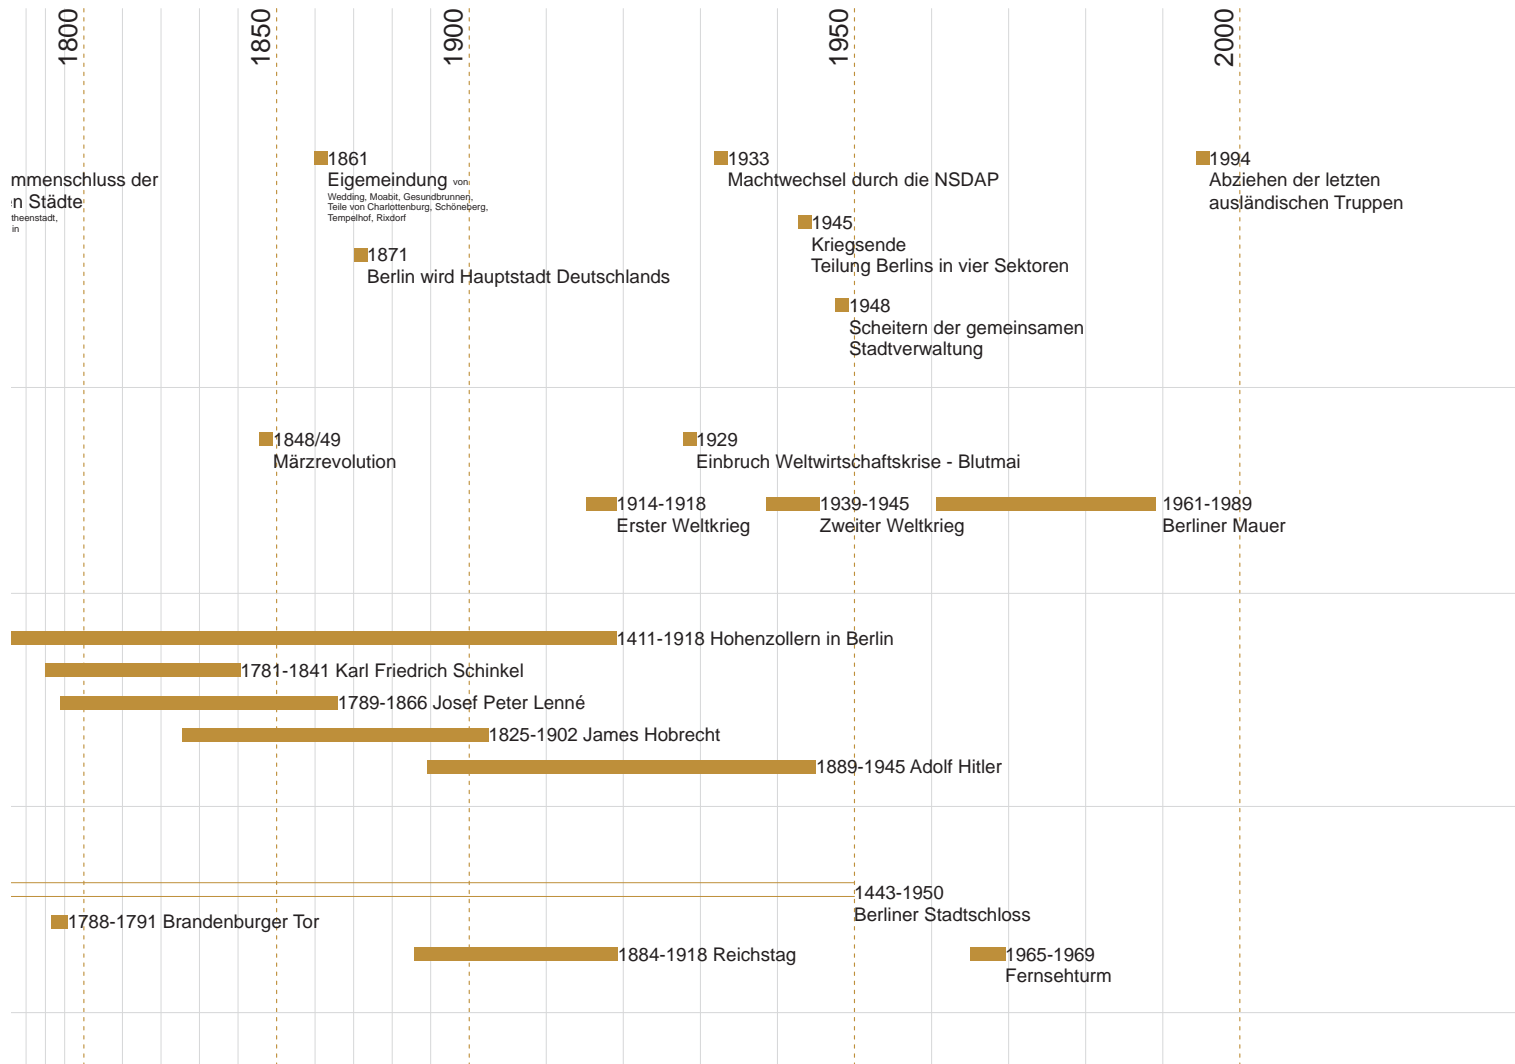 1800
1850
1900
1950
2000
mmenschluss der
n Städte
theenstadt,
in
1861
Eigemeindung von
Wedding, Moabit, Gesundbrunnen,
Teile von Charlottenburg, Schöneberg,
Tempelhof, Rixdorf
1871
Berlin wird Hauptstadt Deutschlands
1933
Machtwechsel durch die NSDAP
1945
Kriegsende
Teilung Berlins in vier Sektoren
1948
Scheitern der gemeinsamen
Stadtverwaltung
1994
Abziehen der letzten
ausländischen Truppen
1848/49
Märzrevolution
1929
Einbruch Weltwirtschaftskrise - Blutmai
1914-1918
Erster Weltkrieg
1939-1945
Zweiter Weltkrieg
1961-1989
Berliner Mauer
1411-1918 Hohenzollern in Berlin
1781-1841 Karl Friedrich Schinkel
1789-1866 Josef Peter Lenné
1825-1902 James Hobrecht
1889-1945 Adolf Hitler
1443-1950
Berliner Stadtschloss
1788-1791 Brandenburger Tor
1884-1918 Reichstag
1965-1969
Fernsehturm